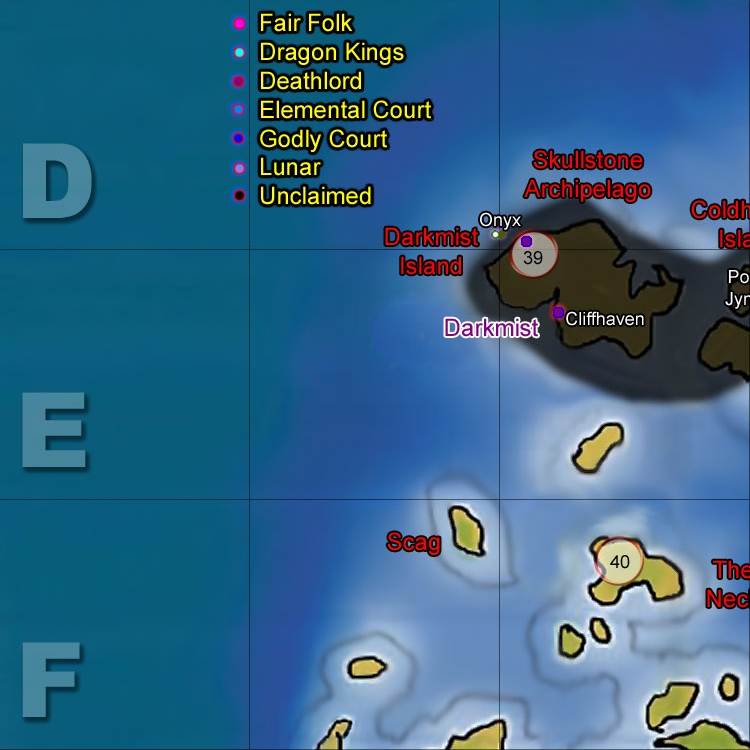 Fair Folk
Dragon Kings
Deathlord
Elemental Court
Godly Court
Lunar
Unclaimed
D
Skullstone
Archipelago
Onyx
Darkmist
Island
39
Darkmist
Cliffhaven
E
Scag
40
The
F